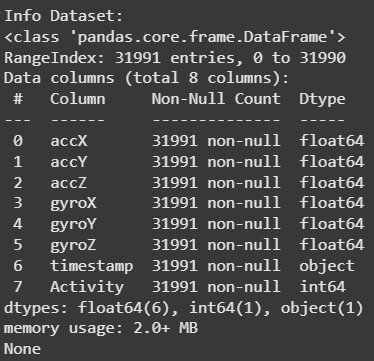 Info Dataset:
<class 'pandas.core.frame.DataFrame'>
RangeIndex: 31991 entries, 0 to 31990
Data columns (total 8 columns):
 #   Column     Non-Null Count  Dtype
---  ------     --------------  -----
 0   accX       31991 non-null  float64
 1   accY       31991 non-null  float64
 2   accZ       31991 non-null  float64
 3   gyroX      31991 non-null  float64
 4   gyroY      31991 non-null  float64
 5   gyroZ      31991 non-null  float64
 6   timestamp  31991 non-null  object
 7   Activity   31991 non-null  int64
dtypes: float64(6), int64(1), object(1)
memory usage: 2.0+ MB
None